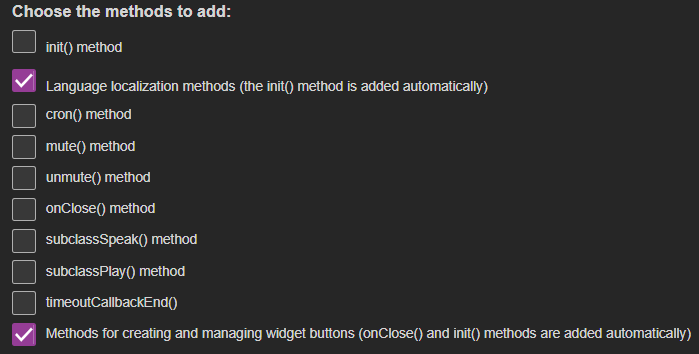 Choose the methods to add:
init() method
Language localization methods (the init() method is added automatically)
cron() method
mute() method
unmute() method
onClose() method
subclassSpeak() method
subclassPlay() method
timeoutCallbackEnd()
Methods for creating and managing widget buttons (onClose() and init() methods are added automatically)